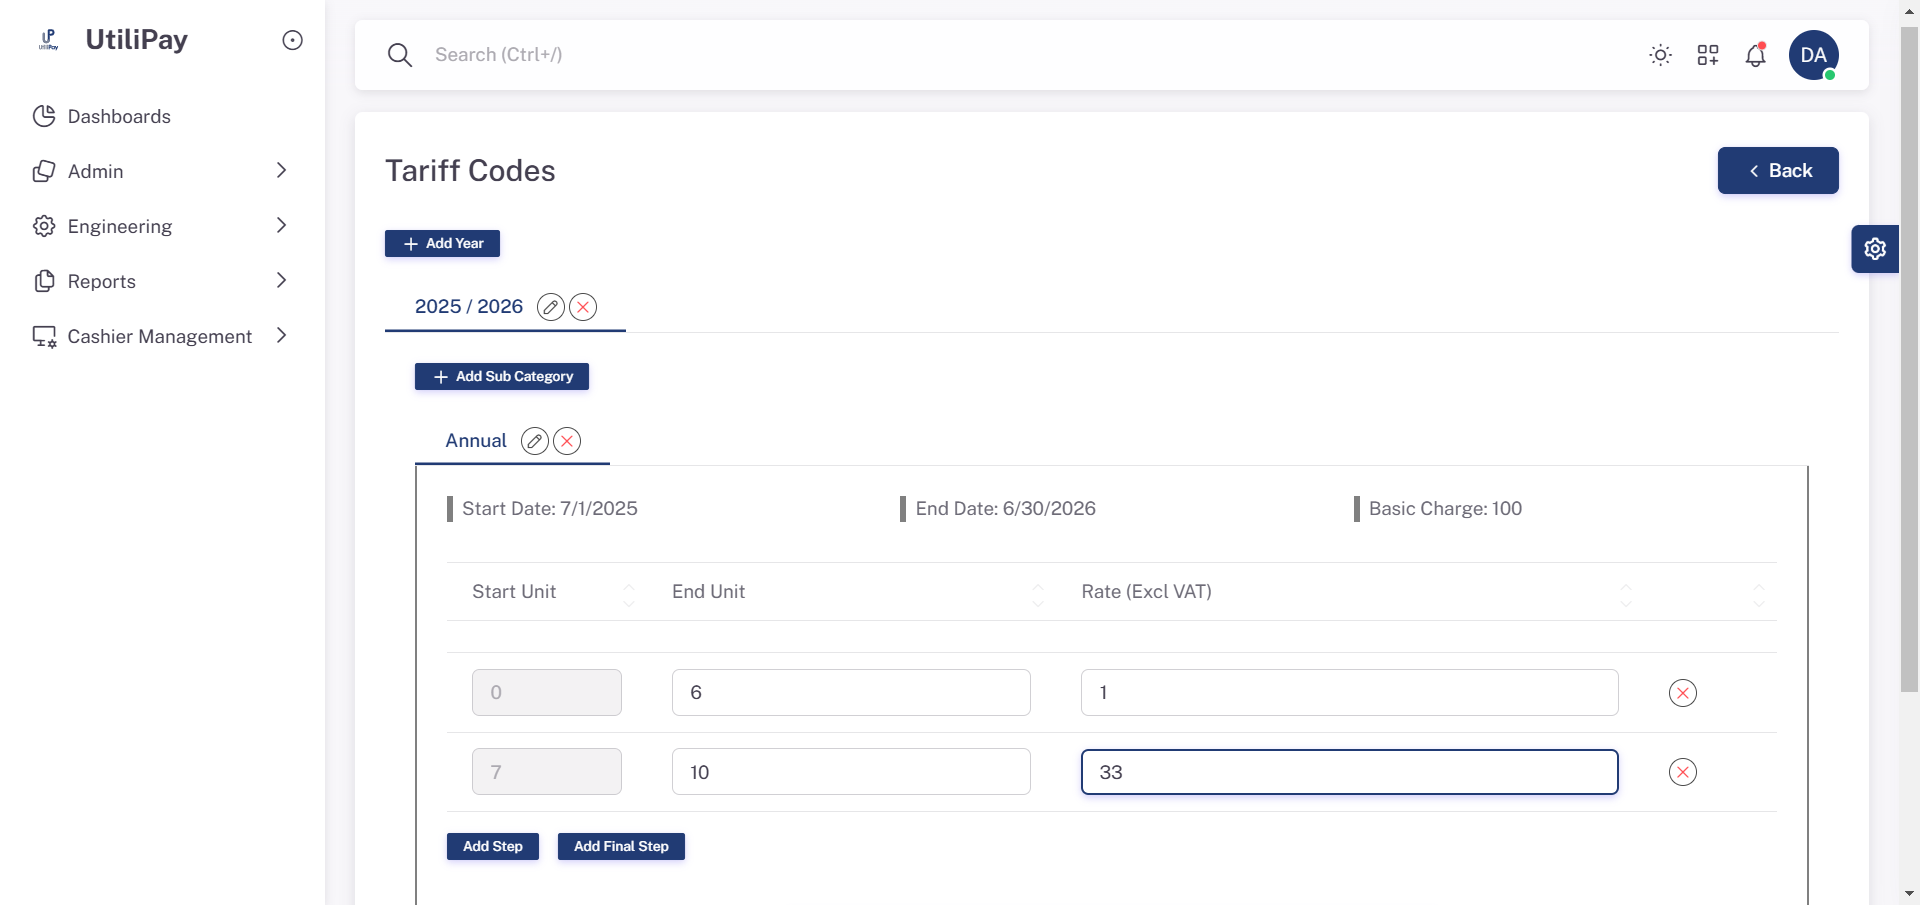 UP
UtiliPay
UtiliPay
Search (Ctrl+/)
DA
Dashboards
Admin
Engineering
Reports
Cashier Management
Tariff Codes
Back
Add Year
2025 / 2026
Add Sub Category
Annual
Start Date: 7/1/2025
End Date: 6/30/2026
Basic Charge: 100
Start Unit
End Unit
Rate (Excl VAT)
0
6
1
7
10
33
Add Step
Add Final Step